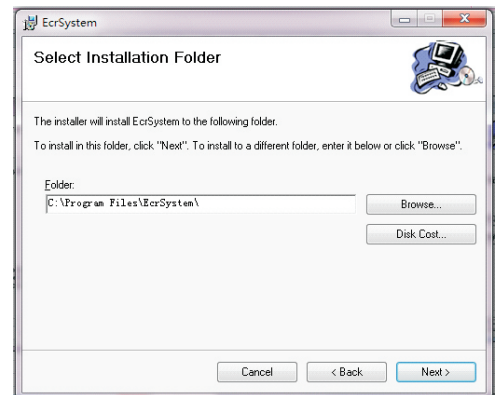 EcrSystem
Select Installation Folder
The installer will install EcrSystem to the following folder.
To install in this folder, click "Next". To install to a different folder, enter it below or click "Browse".
Folder:
C:\Program Files\EcrSystem\
Browse...
Disk Cost...
Cancel
< Back
Next >